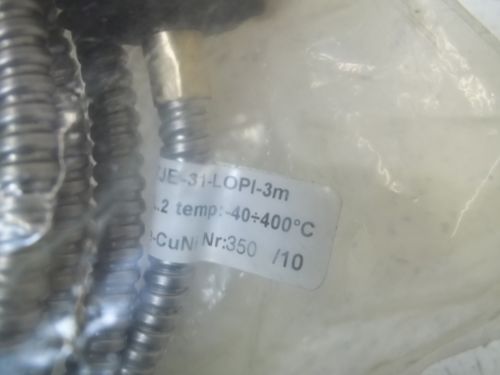 JE-31-LOPI-3m
.2 temp:-40÷400°C
-CuNi Nr:350 /10